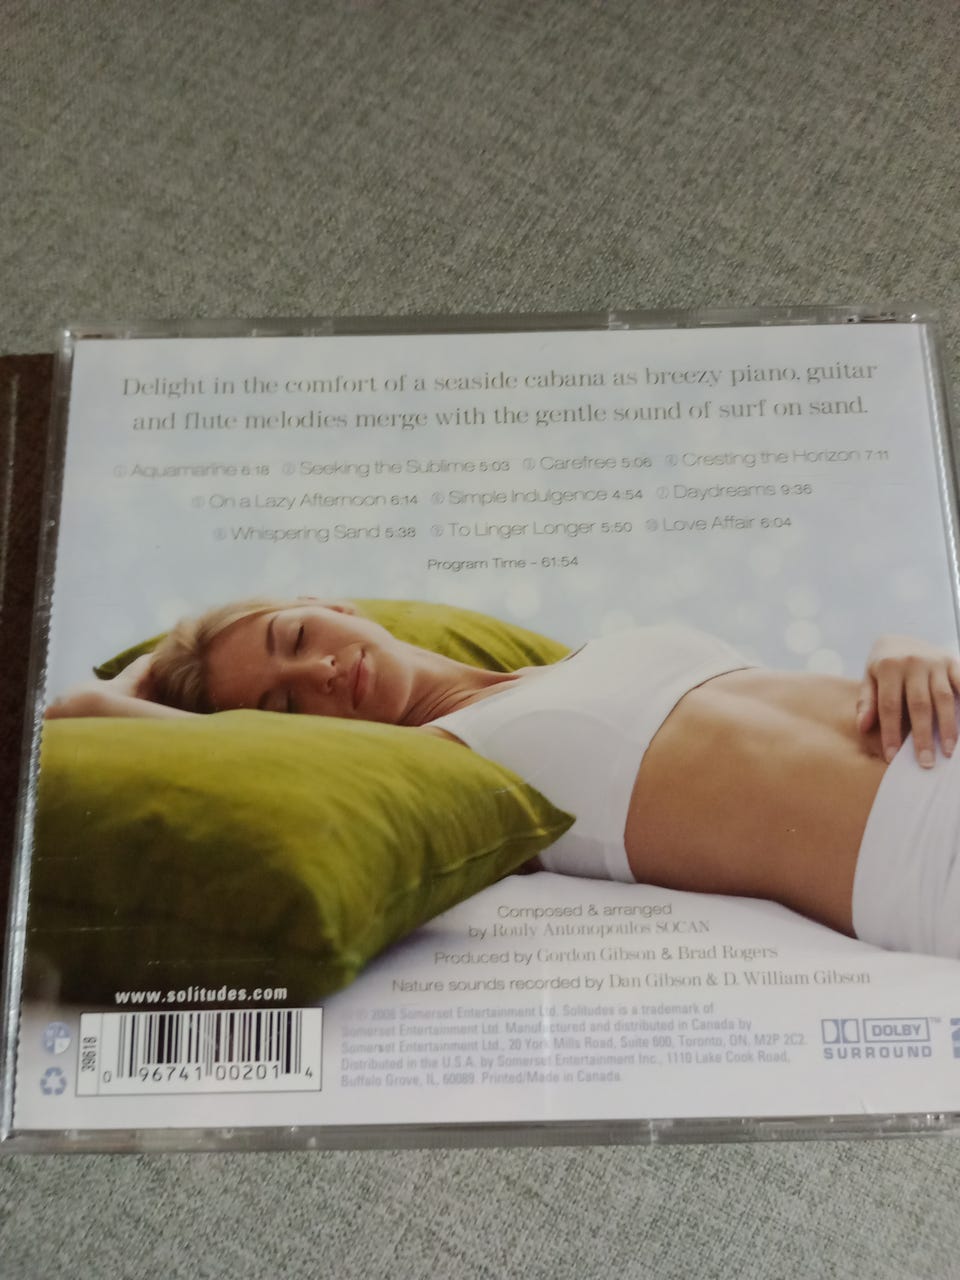 Delight in the comfort of a seaside cabana as breezy piano, guitar
and flute melodies merge with the gentle sound of surf on sand.
① Aquamarine 6:18 ② Seeking the Sublime 5:03 ③ Carefree 5:06 ④ Cresting the Horizon 7:11
⑤ On a Lazy Afternoon 6:14 ⑥ Simple Indulgence 4:54 ⑦ Daydreams 9:36
⑧ Whispering Sand 5:38 ⑨ To Linger Longer 5:50 ⑩ Love Affair 6:04
Program Time - 61:54
Composed & arranged
by Rouly Antonopoulos SOCAN
Produced by Gordon Gibson & Brad Rogers
Nature sounds recorded by Dan Gibson & D. William Gibson
www.solitudes.com
39618
0 96741 00201 4
2006 Somerset Entertainment Ltd. Solitudes is a trademark of
Somerset Entertainment Ltd. Manufactured and distributed in Canada by
Somerset Entertainment Ltd., 20 York Mills Road, Suite 600, Toronto, ON, M2P 2C2.
Distributed in the U.S.A. by Somerset Entertainment Inc., 1110 Lake Cook Road,
Buffalo Grove, IL, 60089. Printed/Made in Canada.
DOLBY™
SURROUND